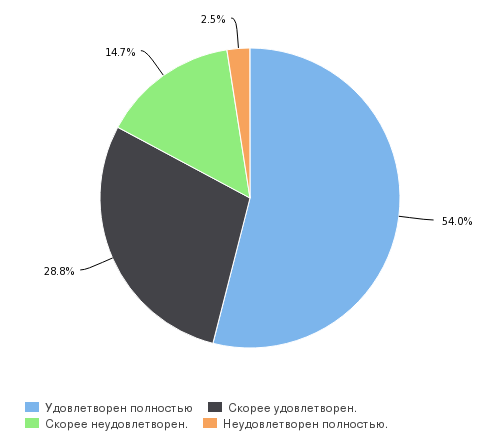 2.5%
14.7%
54.0%
28.8%
Удовлетворен полностью
Скорее удовлетворен.
Скорее неудовлетворен.
Неудовлетворен полностью.